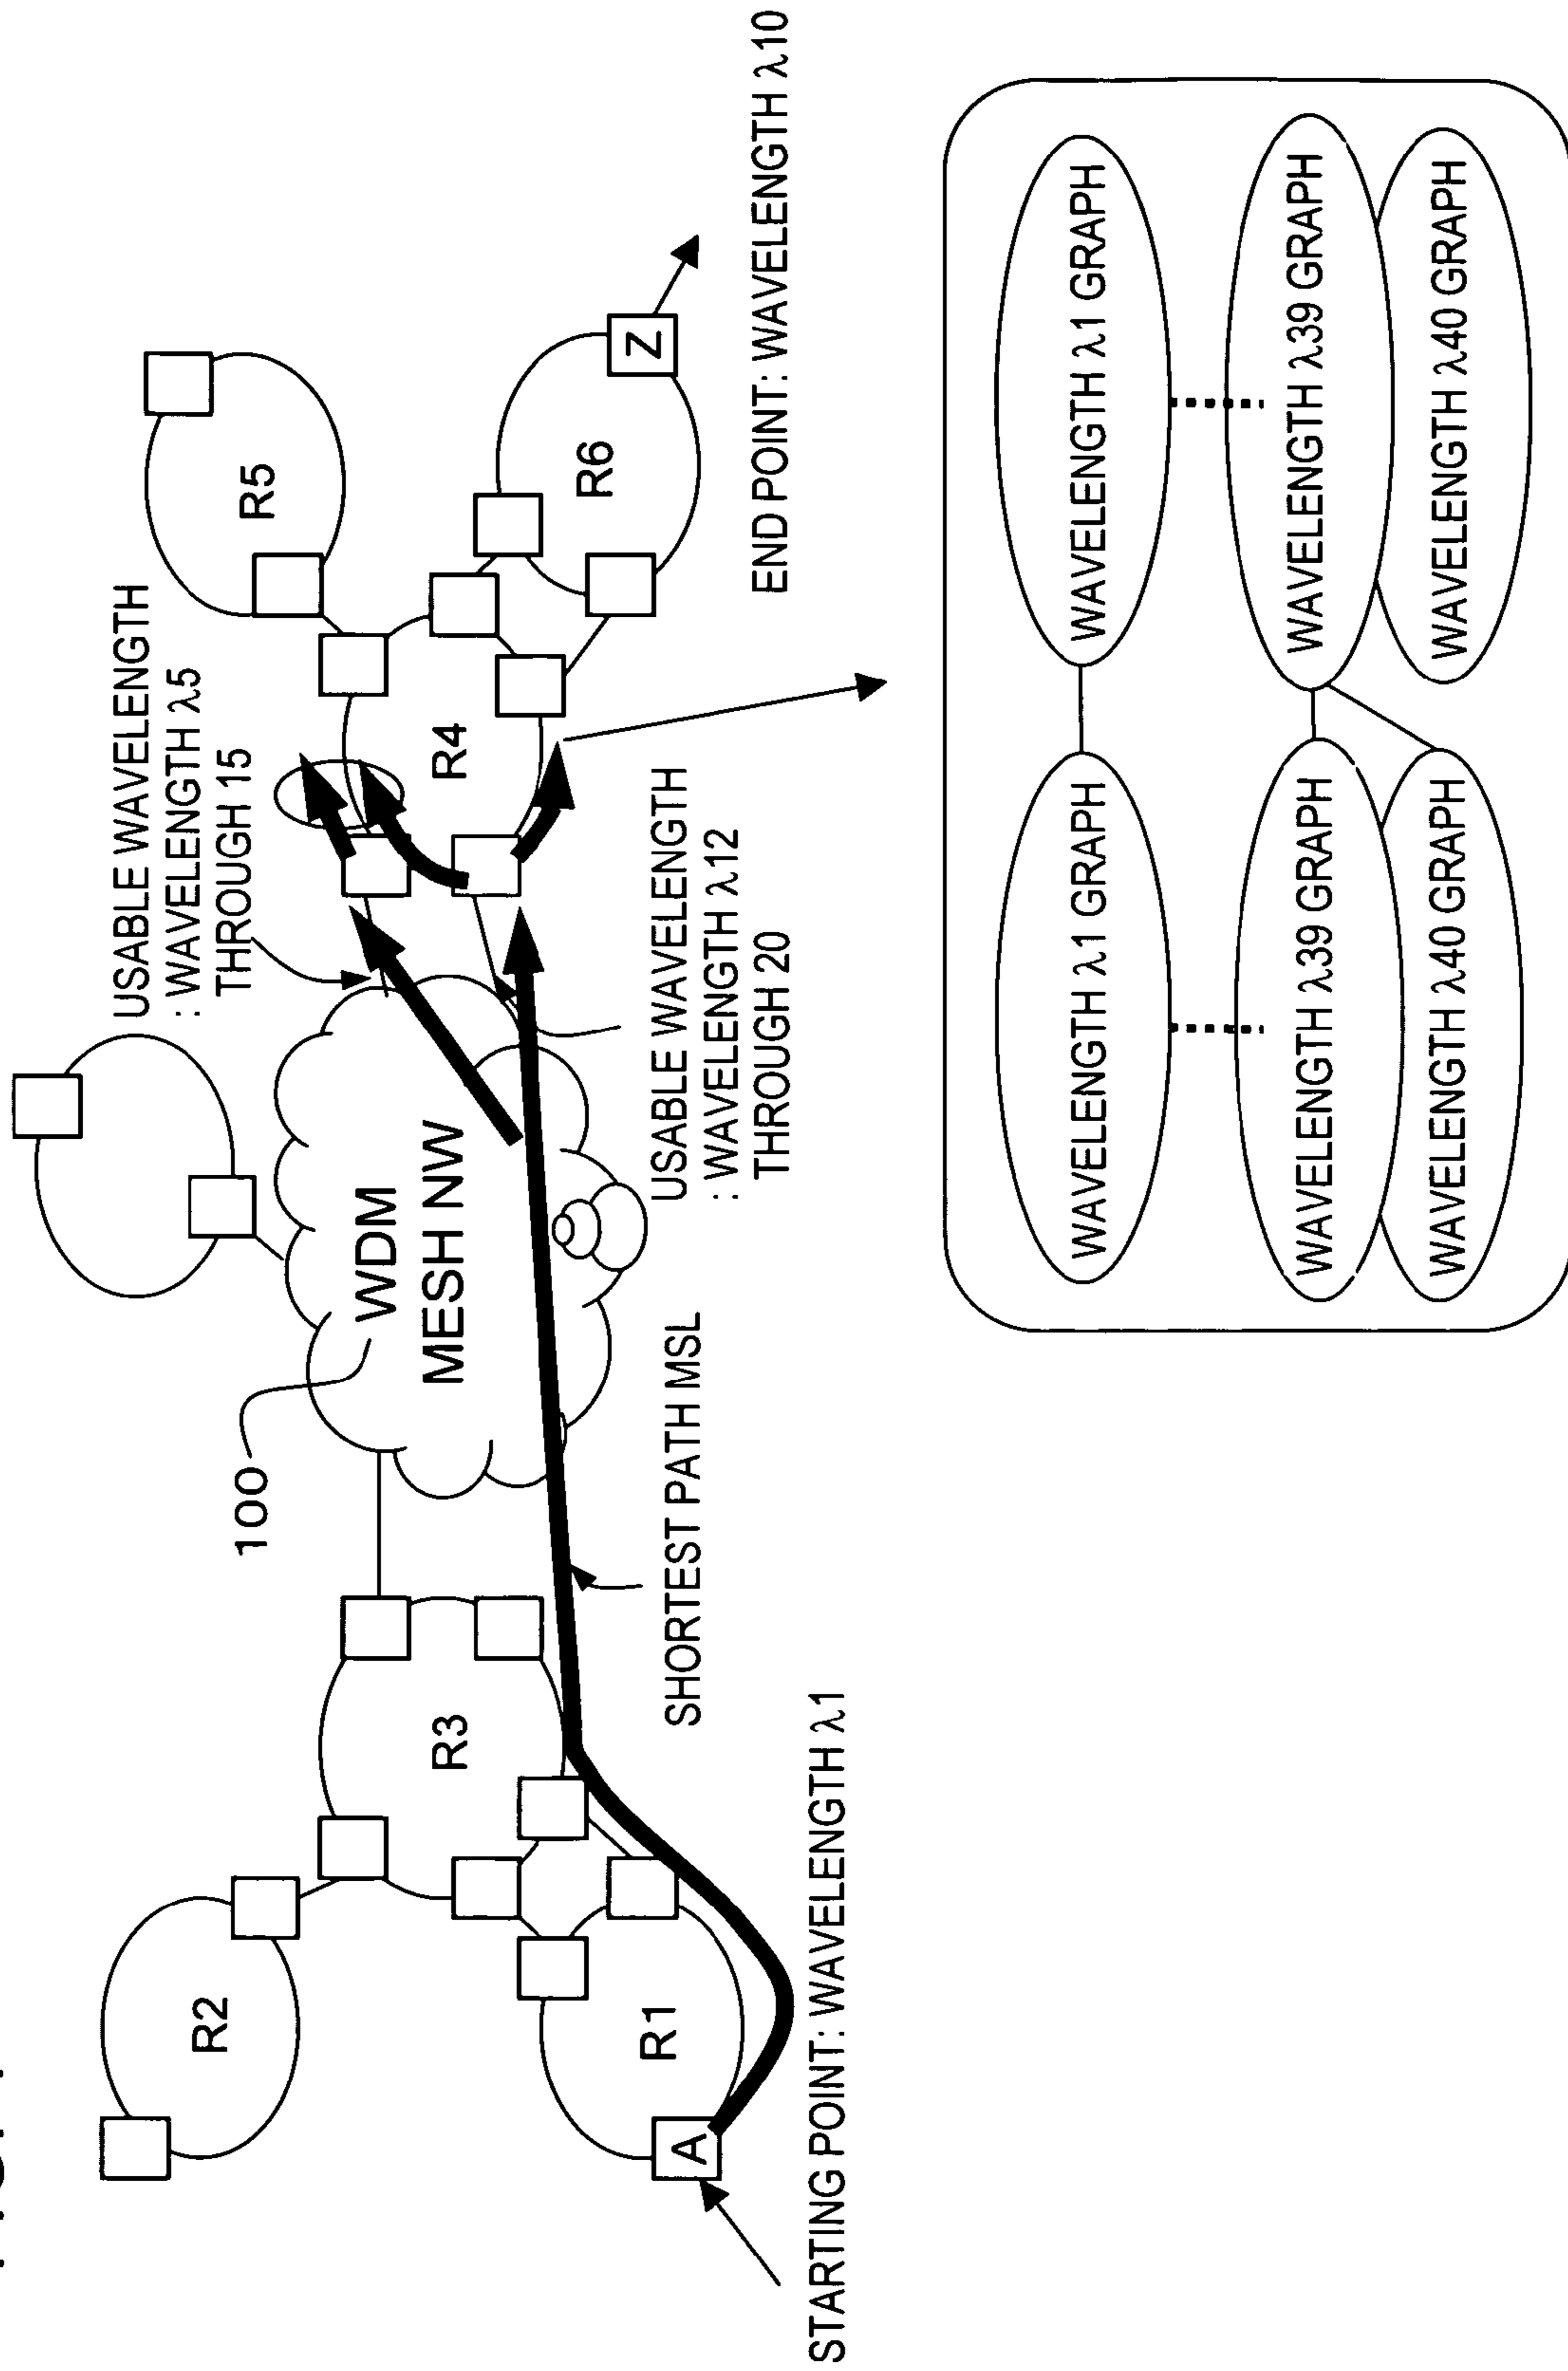 USABLE WAVELENGTH
: WAVELENGTH λ5
THROUGH 15
R2
R5
100
WDM
MESH NW
R3
R4
R1
R6
A
Z
SHORTEST PATH MSL
USABLE WAVELENGTH
: WAVELENGTH λ12
THROUGH 20
STARTING POINT: WAVELENGTH λ1
END POINT: WAVELENGTH λ10
WAVELENGTH λ1 GRAPH
WAVELENGTH λ1 GRAPH
WAVELENGTH λ39 GRAPH
WAVELENGTH λ39 GRAPH
WAVELENGTH λ40 GRAPH
WAVELENGTH λ40 GRAPH